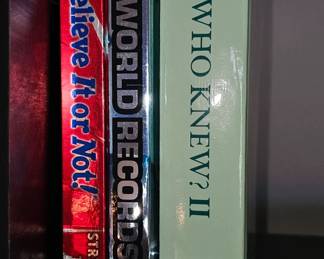 elieve It or Not!
STR
WORLD RECORDS
WHO KNEW? II